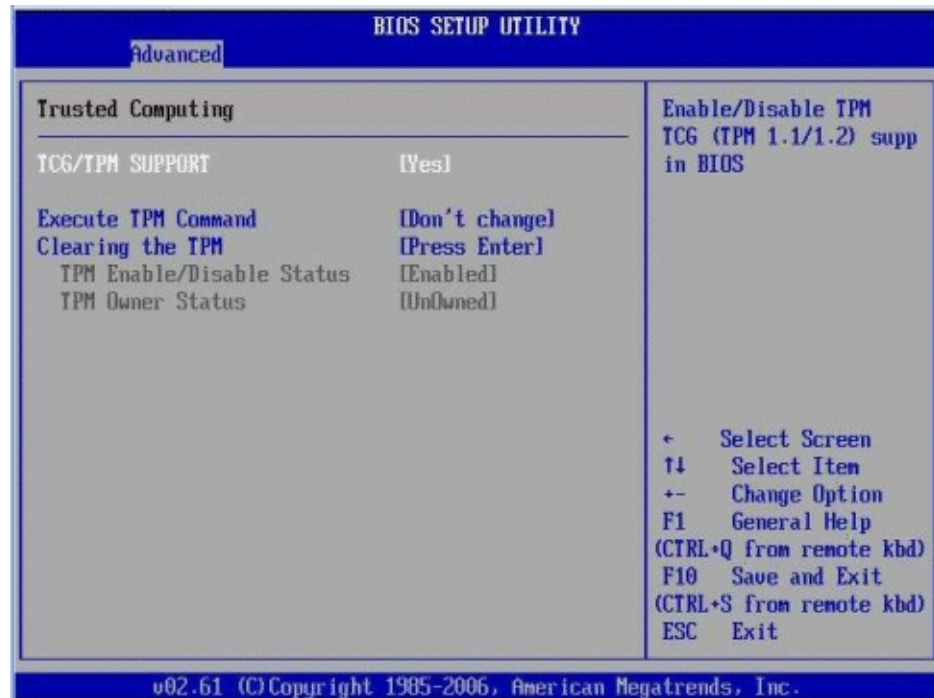 BIOS SETUP UTILITY
Advanced
Trusted Computing
TCG/TPM SUPPORT [Yes]
Execute TPM Command [Don't change]
Clearing the TPM [Press Enter]
TPM Enable/Disable Status [Enabled]
TPM Owner Status [UnOwned]
Enable/Disable TPM
TCG (TPM 1.1/1.2) supp
in BIOS
← Select Screen
↑↓ Select Item
+- Change Option
F1 General Help
(CTRL+Q from remote kbd)
F10 Save and Exit
(CTRL+S from remote kbd)
ESC Exit
v02.61 (C)Copyright 1985-2006, American Megatrends, Inc.